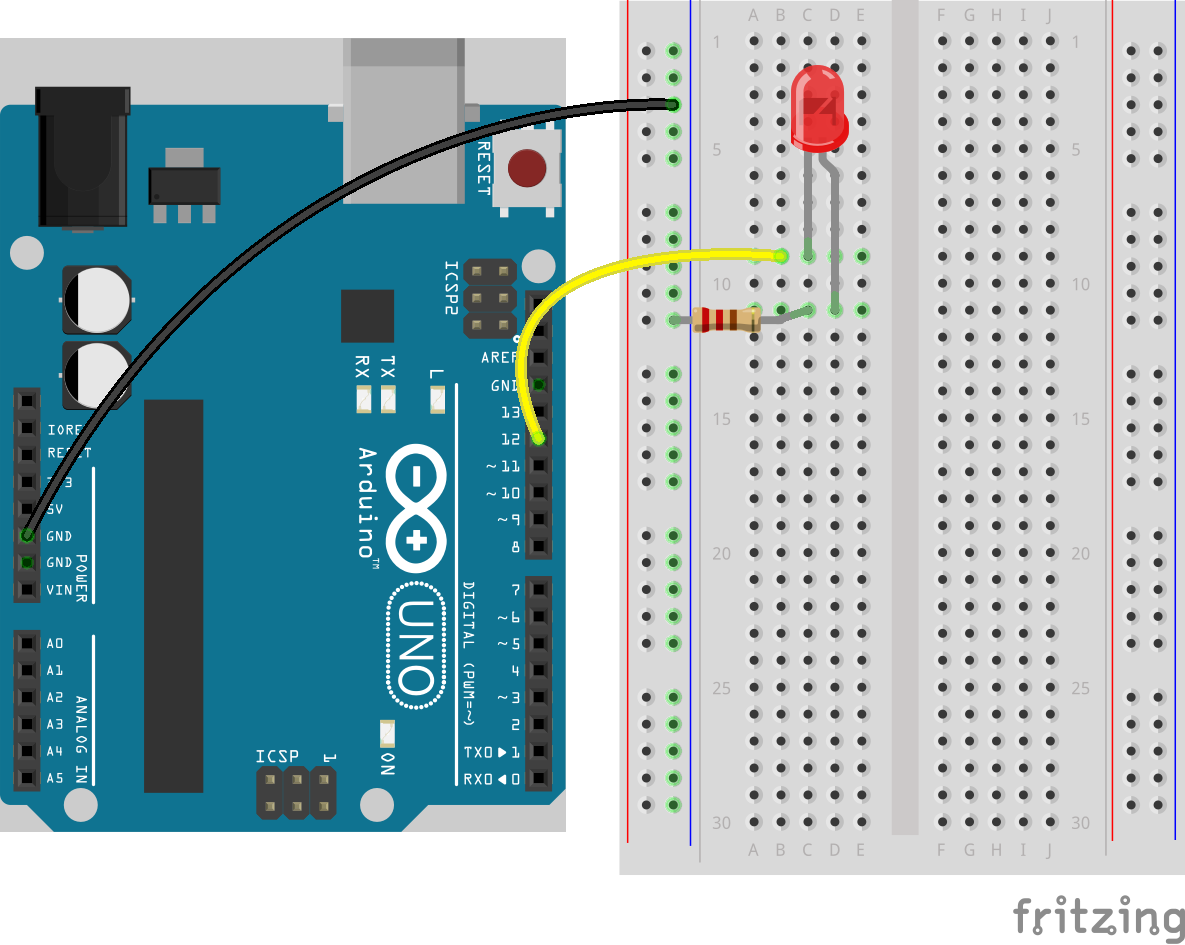 A B C D E F G H I J
1 1
5 5
10 10
15 15
20 20
25 25
30 30
A B C D E F G H I J
RESET
ICSP2
AREF
GND
13
12
~11
~10
~9
8
7
~6
~5
4
~3
2
TX0▶1
RX0◀0
DIGITAL (PWM=~)
RX
TX
L
Arduino™
UNO
ON
ICSP
1
IOREF
RESET
3V3
5V
GND
GND
VIN
POWER
A0
A1
A2
A3
A4
A5
ANALOG IN
fritzing